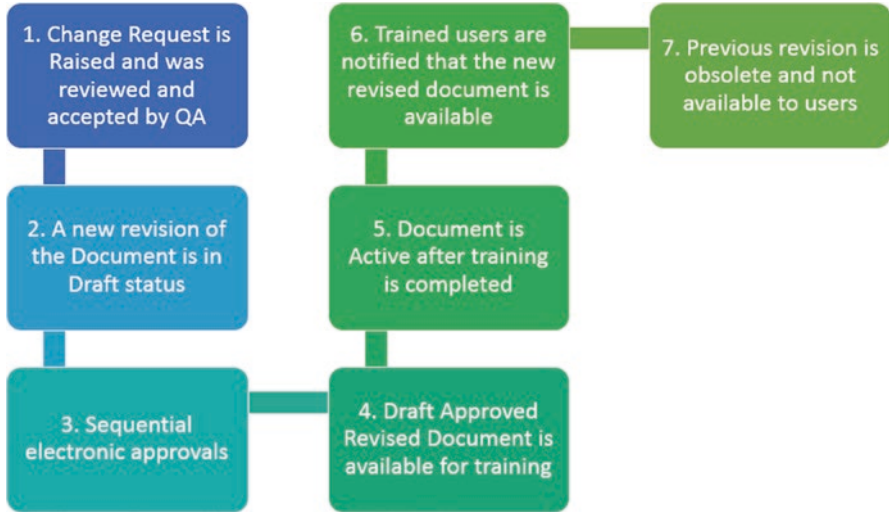 1. Change Request is
Raised and was
reviewed and
accepted by QA
2. A new revision of
the Document is in
Draft status
3. Sequential
electronic approvals
4. Draft Approved
Revised Document is
available for training
5. Document is
Active after training
is completed
6. Trained users are
notified that the new
revised document is
available
7. Previous revision is
obsolete and not
available to users